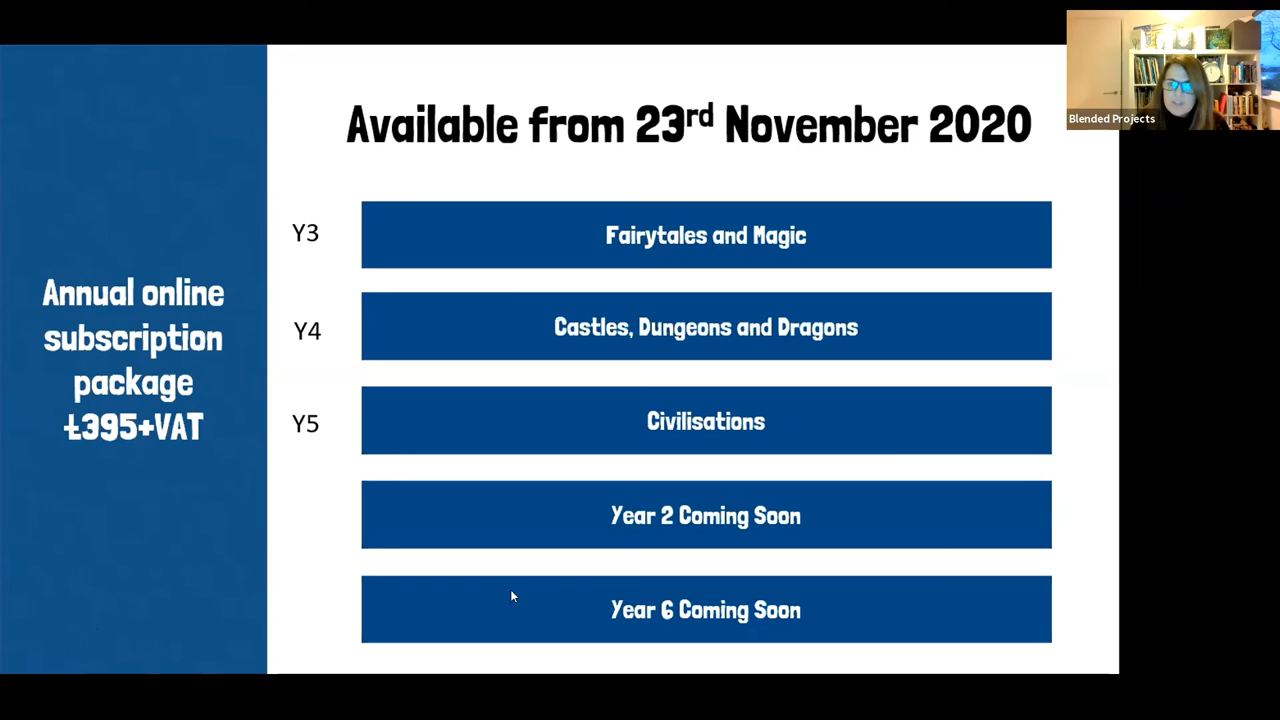 Available from 23rd November 2020
Y3
Fairytales and Magic
Y4
Castles, Dungeons and Dragons
Y5
Civilisations
Year 2 Coming Soon
Year 6 Coming Soon
Annual online
subscription
package
£395+VAT
Blended Projects